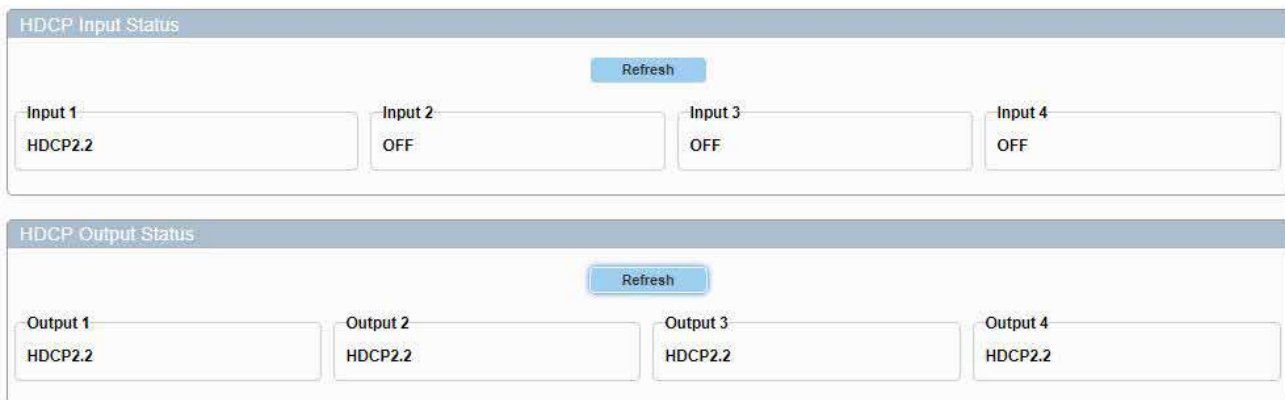 HDCP Input Status
Refresh
Input 1 Input 2 Input 3 Input 4
HDCP2.2 OFF OFF OFF
HDCP Output Status
Refresh
Output 1 Output 2 Output 3 Output 4
HDCP2.2 HDCP2.2 HDCP2.2 HDCP2.2